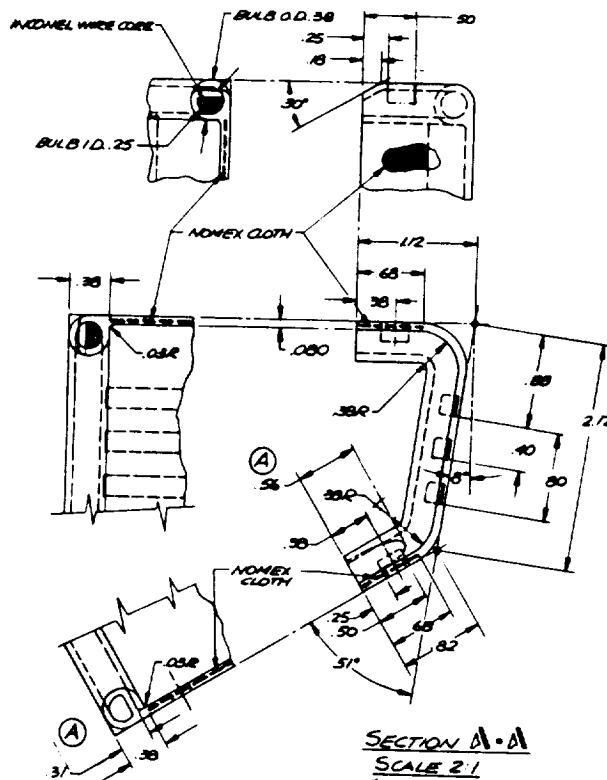 INCONEL WIRE CORE
BULB O.D. .38
.50
.25
.18
30°
BULB I.D. .25
NOMEX CLOTH
1.12
.68
.38
.38
.03R
.080
.38R
.88
2.72
.40
.80
A
.56
.38R
.38
NOMEX
CLOTH
.25
.50
.68
.82
51°
.03R
A
.31
.38
SECTION A-A
SCALE 2:1